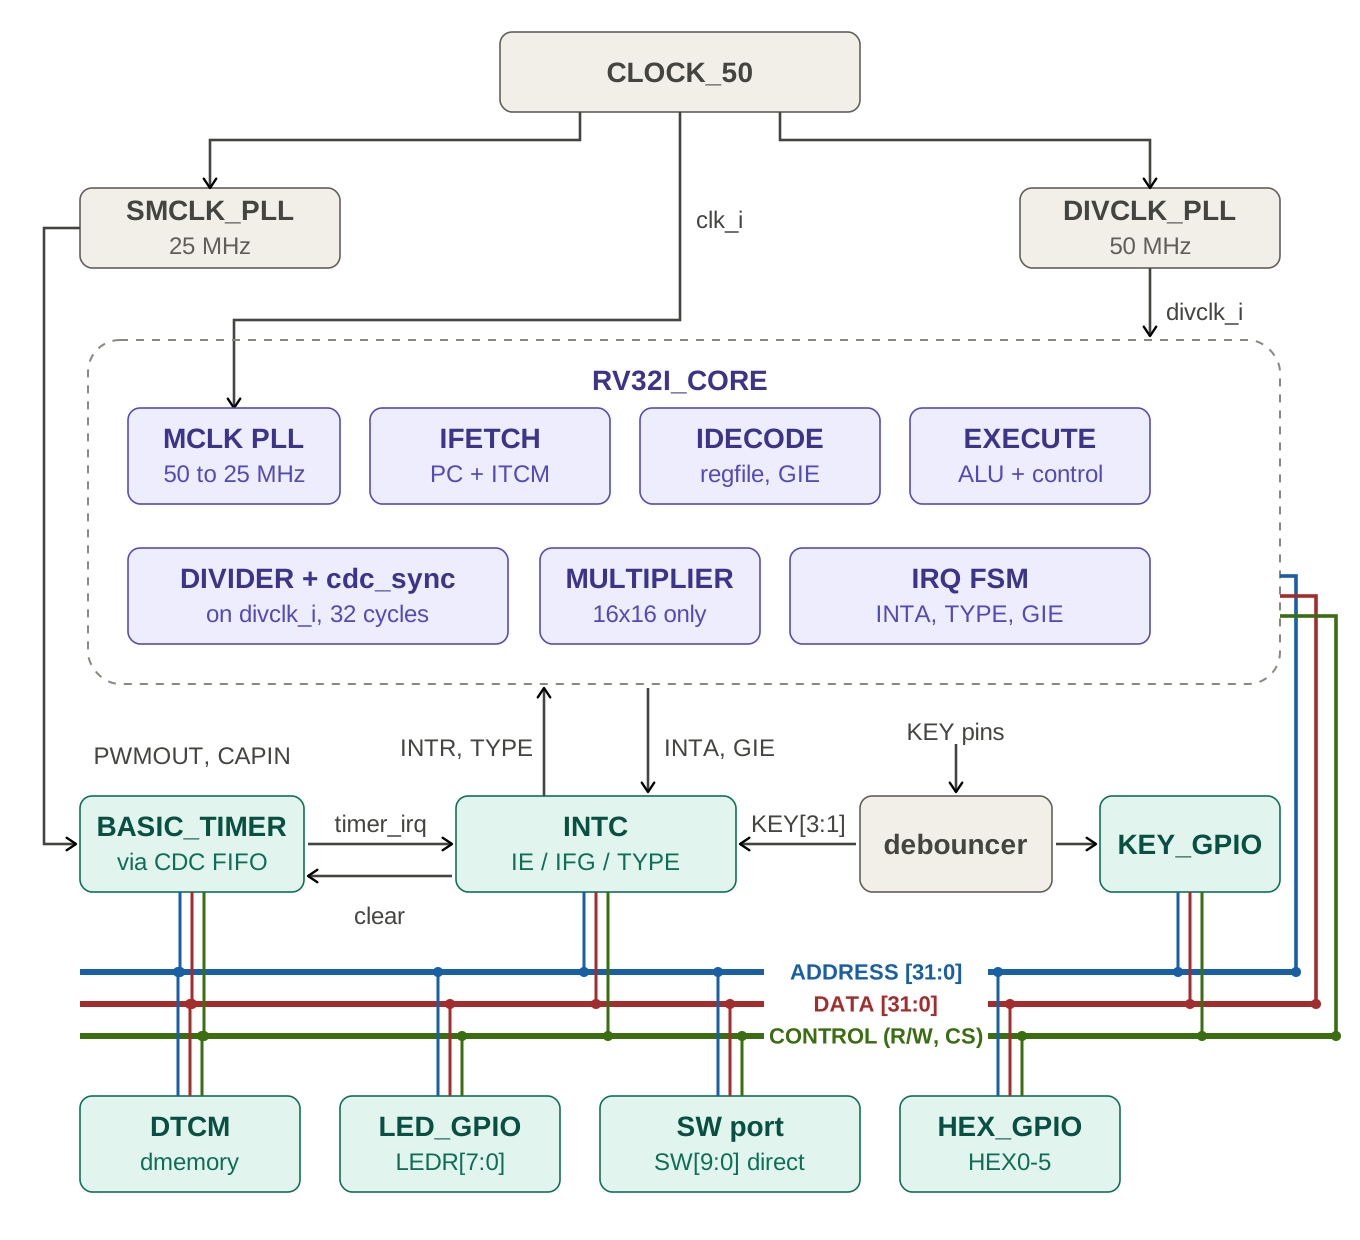 CLOCK_50
SMCLK_PLL
25 MHz
clk_i
DIVCLK_PLL
50 MHz
divclk_i
RV32I_CORE
MCLK PLL
50 to 25 MHz
IFETCH
PC + ITCM
IDECODE
regfile, GIE
EXECUTE
ALU + control
DIVIDER + cdc_sync
on divclk_i, 32 cycles
MULTIPLIER
16x16 only
IRQ FSM
INTA, TYPE, GIE
PWMOUT, CAPIN
INTR, TYPE
INTA, GIE
KEY pins
BASIC_TIMER
via CDC FIFO
timer_irq
clear
INTC
IE / IFG / TYPE
KEY[3:1]
debouncer
KEY_GPIO
ADDRESS [31:0]
DATA [31:0]
CONTROL (R/W, CS)
DTCM
dmemory
LED_GPIO
LEDR[7:0]
SW port
SW[9:0] direct
HEX_GPIO
HEX0-5